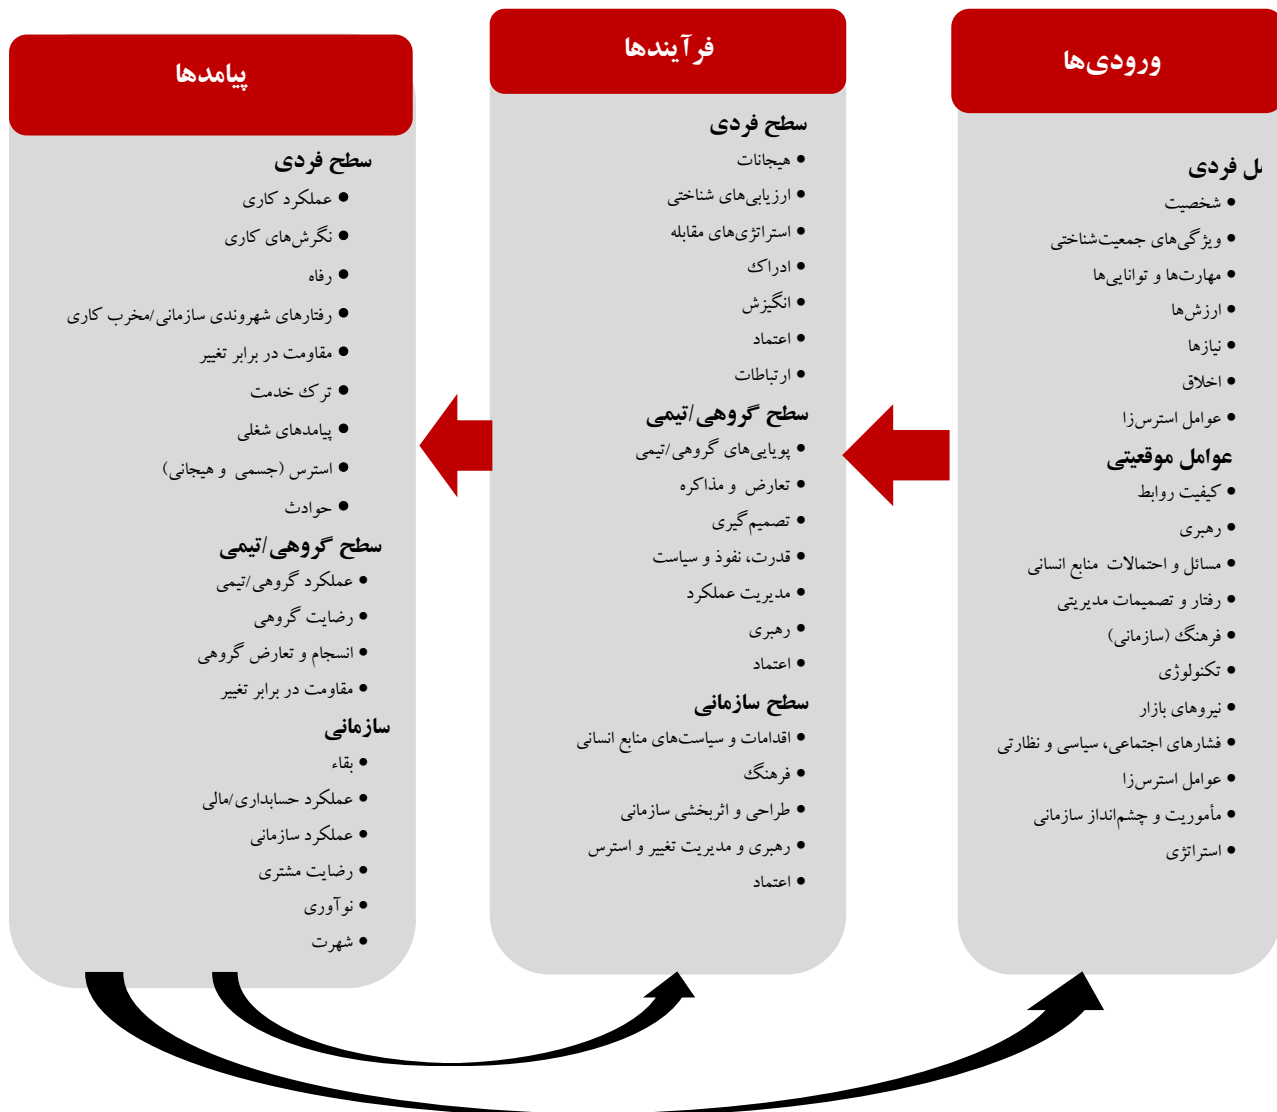 ورودی‌ها
ل فردی
• شخصیت
• ویژگی‌های جمعیت‌شناختی
• مهارت‌ها و توانایی‌ها
• ارزش‌ها
• نیازها
• اخلاق
• عوامل استرس‌زا
عوامل موقعیتی
• کیفیت روابط
• رهبری
• مسائل و احتمالات منابع انسانی
• رفتار و تصمیمات مدیریتی
• فرهنگ (سازمانی)
• تکنولوژی
• نیروهای بازار
• فشارهای اجتماعی، سیاسی و نظارتی
• عوامل استرس‌زا
• مأموریت و چشم‌انداز سازمانی
• استراتژی
فرآیندها
سطح فردی
• هیجانات
• ارزیابی‌های شناختی
• استراتژی‌های مقابله
• ادراک
• انگیزش
• اعتماد
• ارتباطات
سطح گروهی/تیمی
• پویایی‌های گروهی/تیمی
• تعارض و مذاکره
• تصمیم گیری
• قدرت، نفوذ و سیاست
• مدیریت عملکرد
• رهبری
• اعتماد
سطح سازمانی
• اقدامات و سیاست‌های منابع انسانی
• فرهنگ
• طراحی و اثربخشی سازمانی
• رهبری و مدیریت تغییر و استرس
• اعتماد
پیامدها
سطح فردی
• عملکرد کاری
• نگرش‌های کاری
• رفاه
• رفتارهای شهروندی سازمانی/مخرب کاری
• مقاومت در برابر تغییر
• ترک خدمت
• پیامدهای شغلی
• استرس (جسمی و هیجانی)
• حوادث
سطح گروهی/تیمی
• عملکرد گروهی/تیمی
• رضایت گروهی
• انسجام و تعارض گروهی
• مقاومت در برابر تغییر
سازمانی
• بقاء
• عملکرد حسابداری/مالی
• عملکرد سازمانی
• رضایت مشتری
• نوآوری
• شهرت